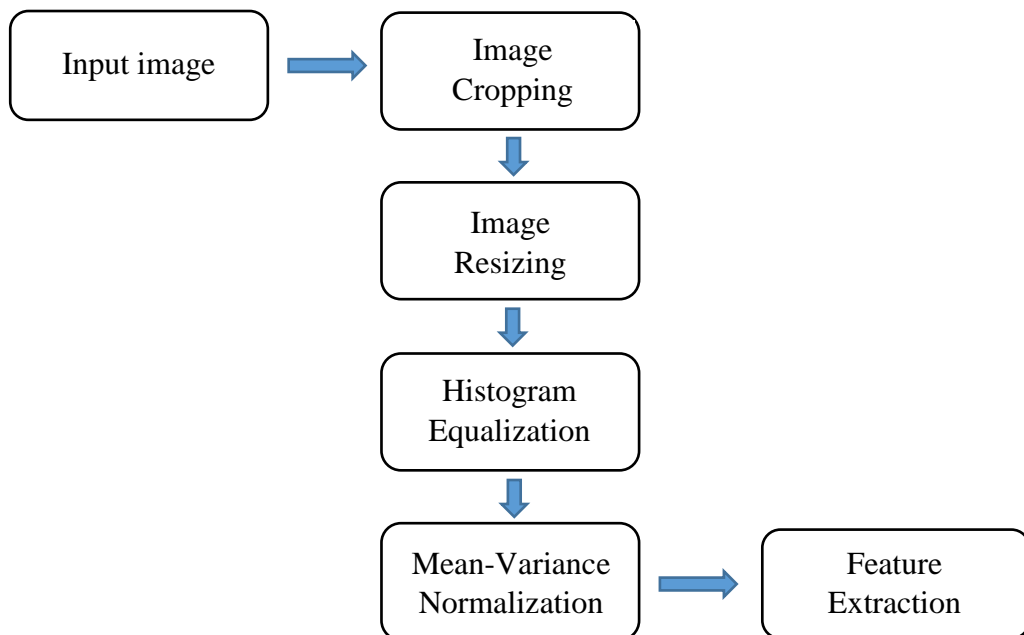 Input image
Image
Cropping
Image
Resizing
Histogram
Equalization
Mean-Variance
Normalization
Feature
Extraction